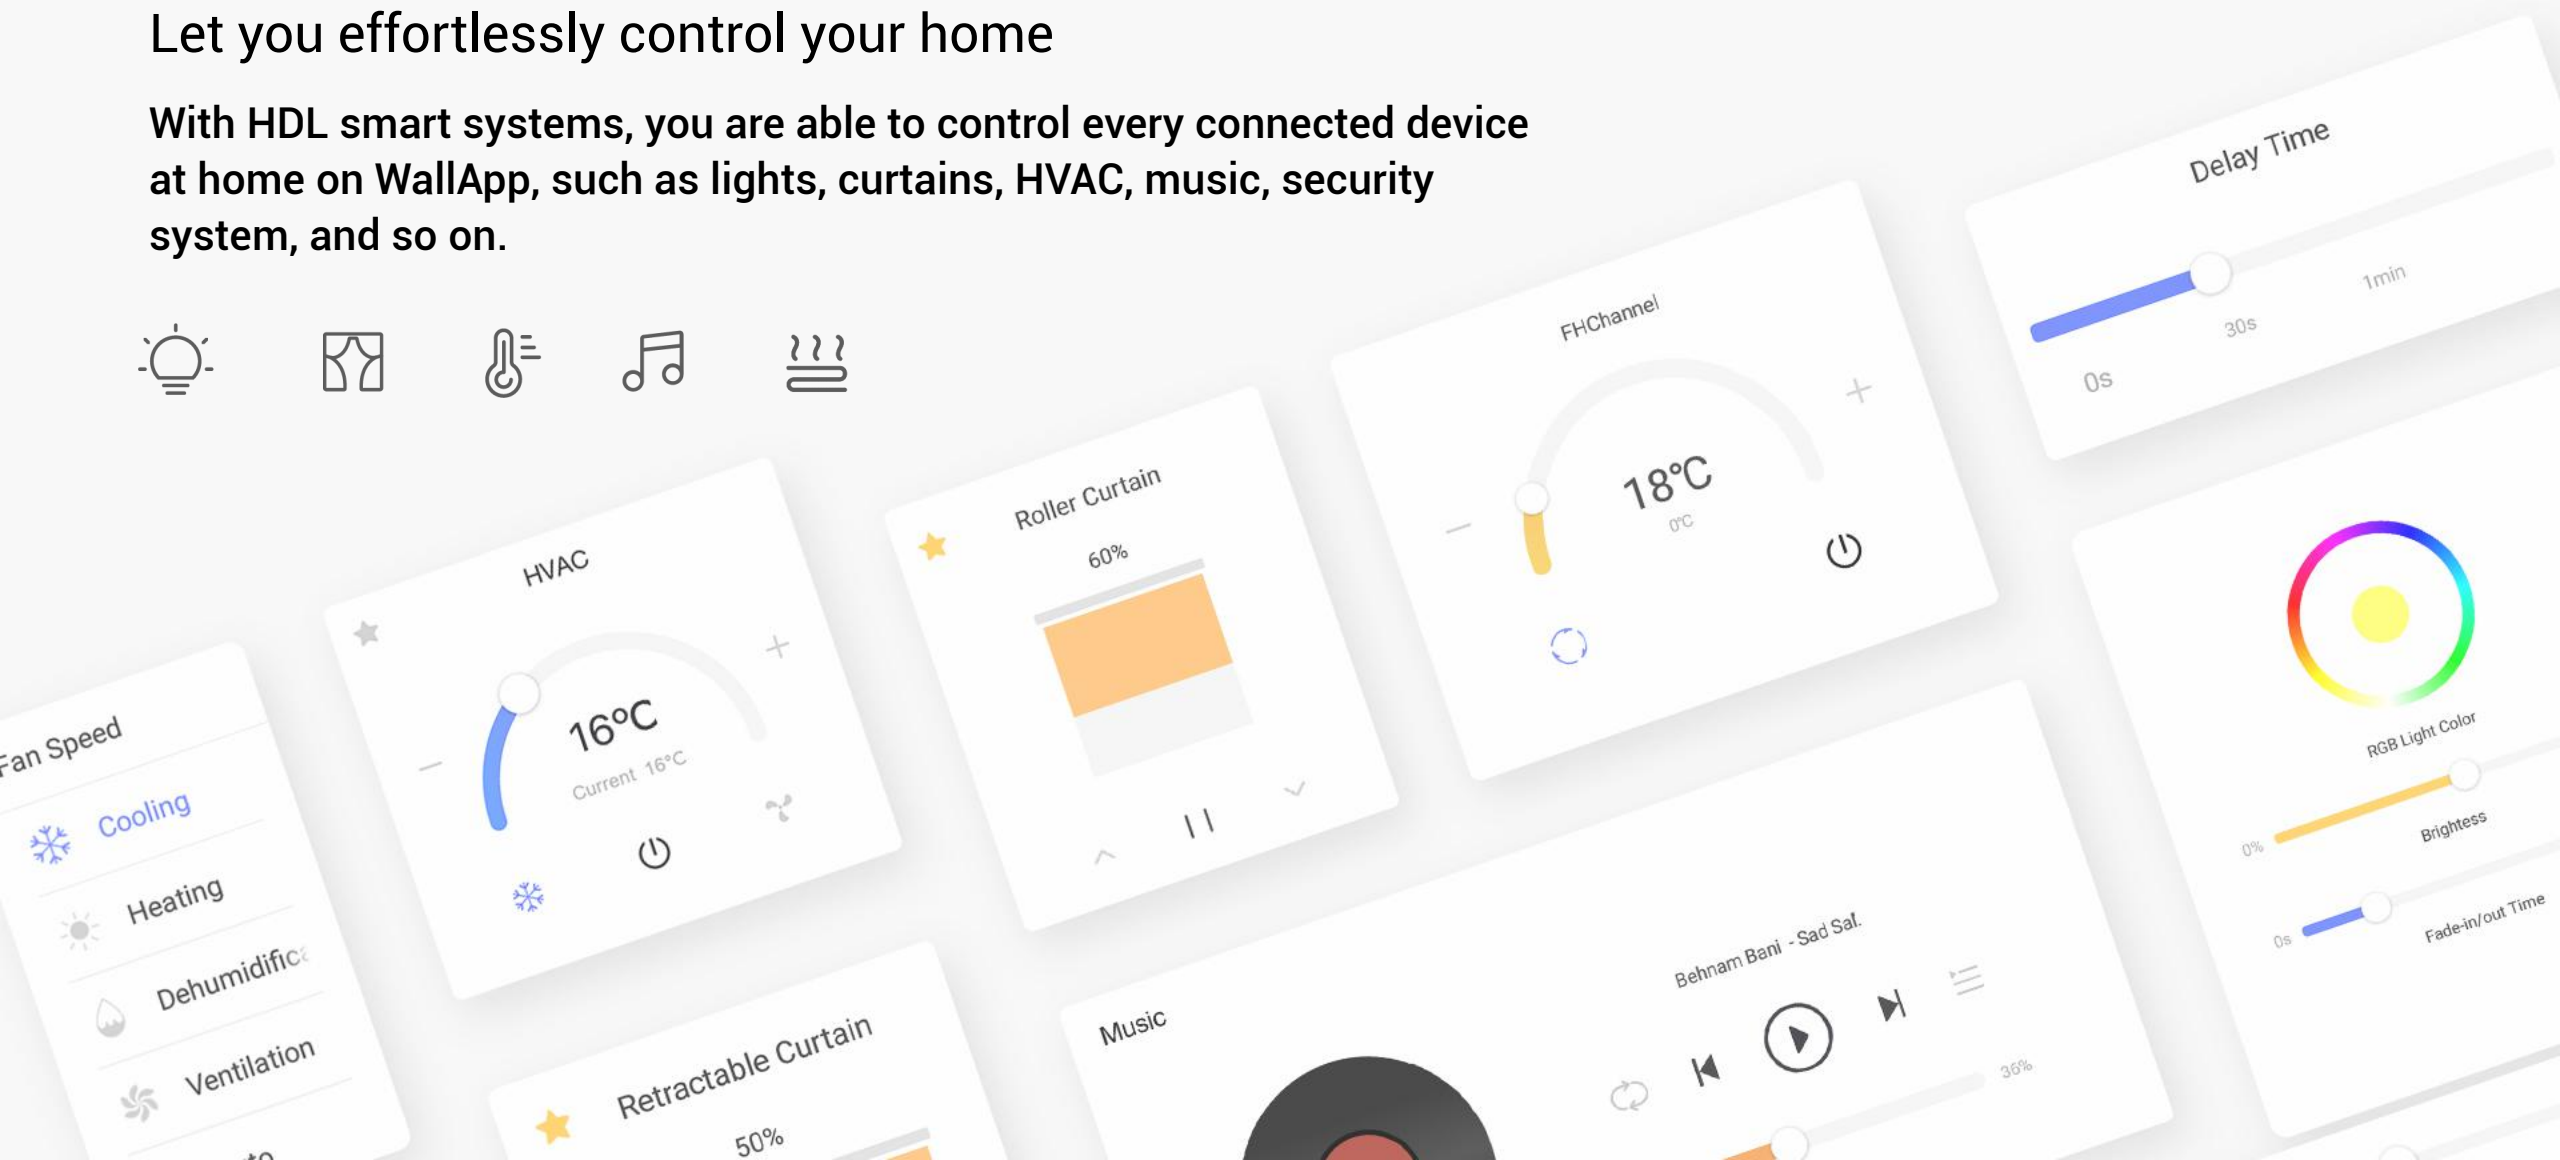 Let you effortlessly control your home
With HDL smart systems, you are able to control every connected device
at home on WallApp, such as lights, curtains, HVAC, music, security
system, and so on.
Delay Time
0s
30s
1min
FHChannel
18℃
0℃
Roller Curtain
60%
HVAC
16℃
Current 16℃
Fan Speed
Cooling
Heating
Ventilation
Retractable Curtain
50%
Music
Behnam Bani - Sad Sal.
36%
RGB Light Color
0%
Brightess
0s
Fade-in/out Time